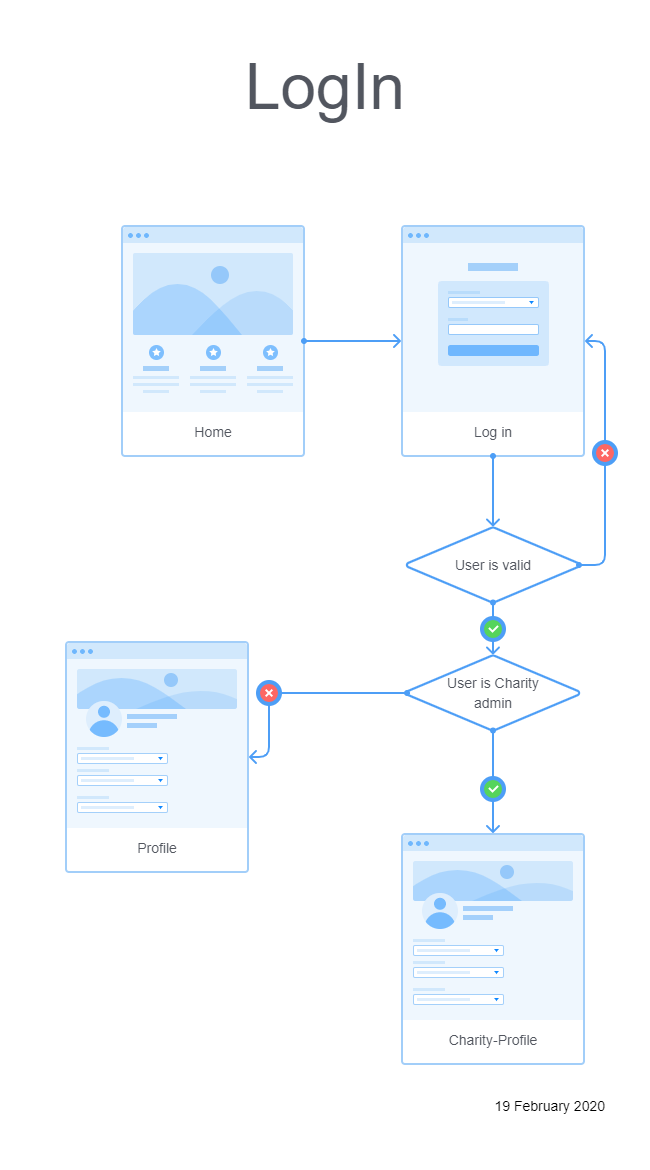 LogIn
Home
Log in
User is valid
User is Charity
admin
Profile
Charity-Profile
19 February 2020